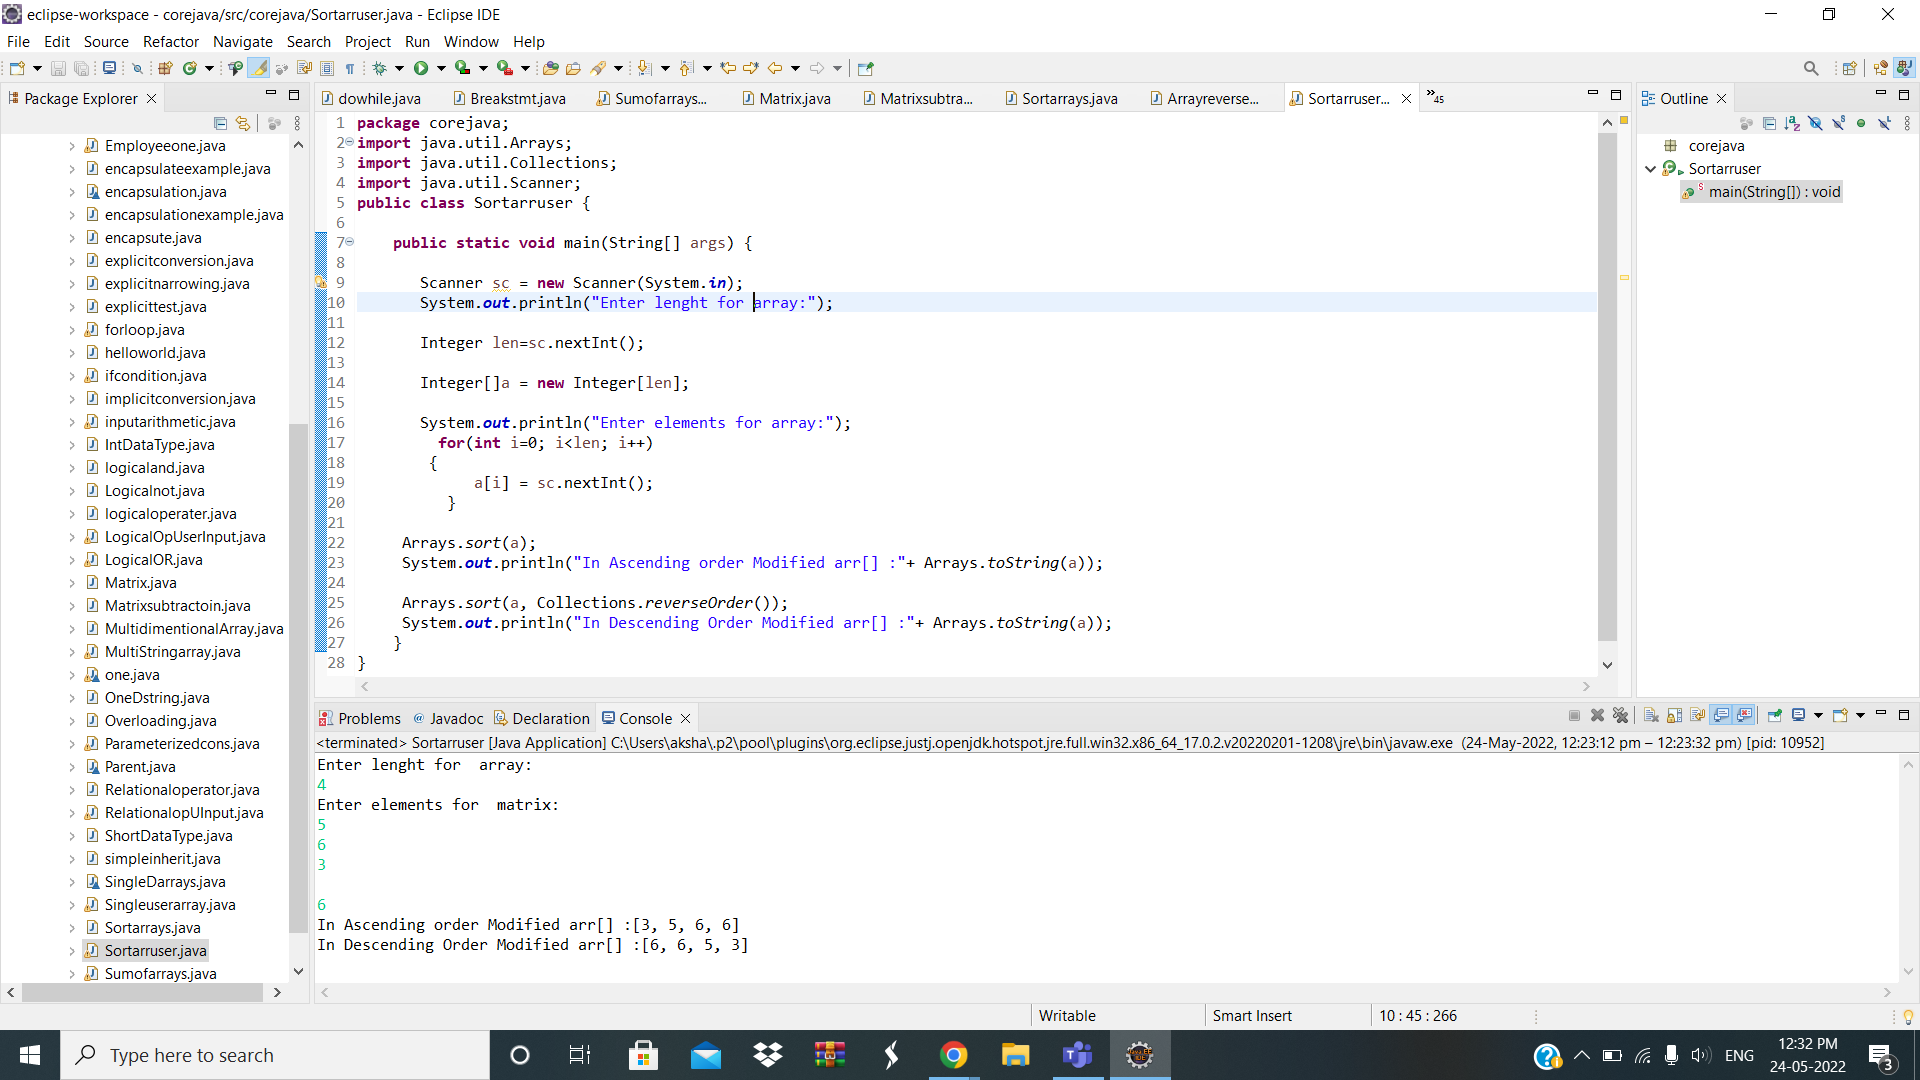 eclipse-workspace - corejava/src/corejava/Sortarruser.java - Eclipse IDE
File Edit Source Refactor Navigate Search Project Run Window Help
Package Explorer
Employeeone.java
encapsulateexample.java
encapsulation.java
encapsulationexample.java
encapsute.java
explicitconversion.java
explicitnarrowing.java
explicittest.java
forloop.java
helloworld.java
ifcondition.java
implicitconversion.java
inputarithmetic.java
IntDataType.java
logicaland.java
Logicalnot.java
logicaloperater.java
LogicalOpUserInput.java
LogicalOR.java
Matrix.java
Matrixsubtractoin.java
MultidimentionalArray.java
MultiStringarray.java
one.java
OneDstring.java
Overloading.java
Parameterizedcons.java
Parent.java
Relationaloperator.java
RelationalopUInput.java
ShortDataType.java
simpleinherit.java
SingleDarrays.java
Singleuserarray.java
Sortarrays.java
Sortarruser.java
Sumofarrays.java
dowhile.java Breakstmt.java Sumofarrays... Matrix.java Matrixsubtra... Sortarrays.java Arrayreverse... Sortarruser... »45
1 package corejava;
2 import java.util.Arrays;
3 import java.util.Collections;
4 import java.util.Scanner;
5 public class Sortarruser {
6
7 public static void main(String[] args) {
8
9 Scanner sc = new Scanner(System.in);
10 System.out.println("Enter lenght for array:");
11
12 Integer len=sc.nextInt();
13
14 Integer[]a = new Integer[len];
15
16 System.out.println("Enter elements for array:");
17 for(int i=0; i<len; i++)
18 {
19 a[i] = sc.nextInt();
20 }
21
22 Arrays.sort(a);
23 System.out.println("In Ascending order Modified arr[] :"+ Arrays.toString(a));
24
25 Arrays.sort(a, Collections.reverseOrder());
26 System.out.println("In Descending Order Modified arr[] :"+ Arrays.toString(a));
27 }
28 }
Outline
corejava
Sortarruser
main(String[]) : void
Problems @ Javadoc Declaration Console
<terminated> Sortarruser [Java Application] C:\Users\aksha\.p2\pool\plugins\org.eclipse.justj.openjdk.hotspot.jre.full.win32.x86_64_17.0.2.v20220201-1208\jre\bin\javaw.exe (24-May-2022, 12:23:12 pm – 12:23:32 pm) [pid: 10952]
Enter lenght for  array:
4
Enter elements for  matrix:
5
6
3
6
In Ascending order Modified arr[] :[3, 5, 6, 6]
In Descending Order Modified arr[] :[6, 6, 5, 3]
Writable Smart Insert 10 : 45 : 266
Type here to search
ENG
12:32 PM
24-05-2022
3